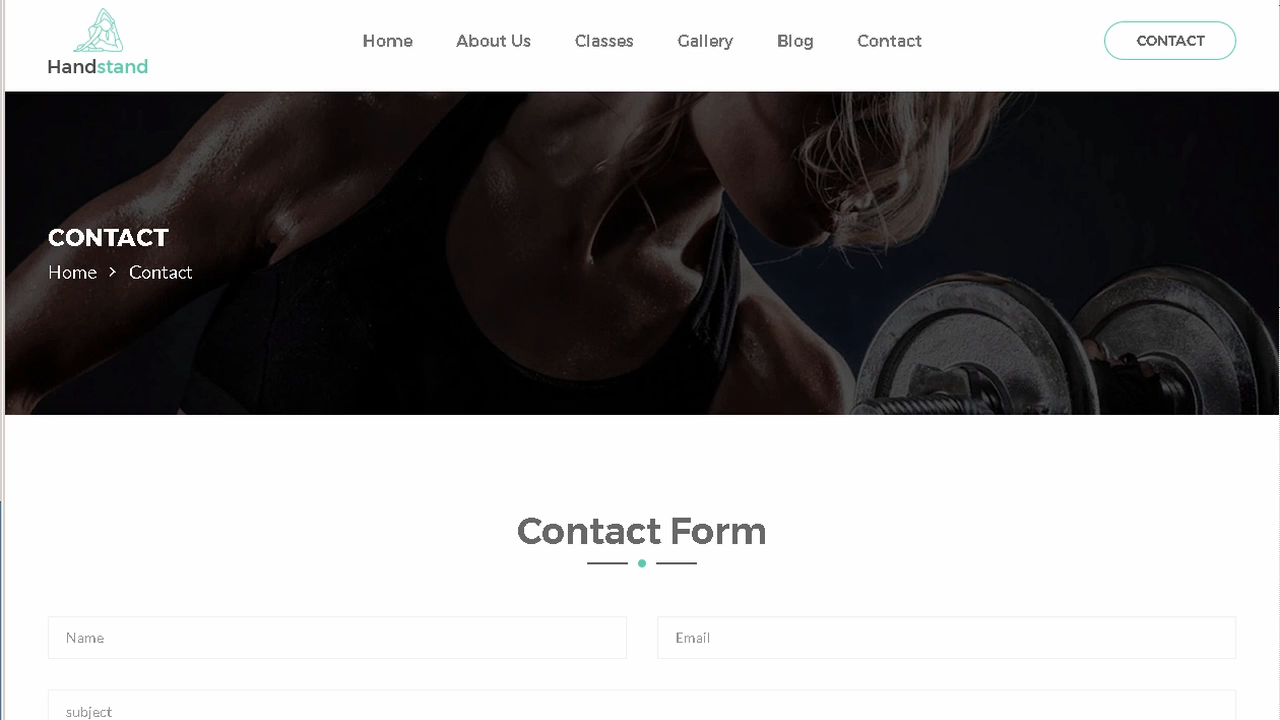 Handstand
Home About Us Classes Gallery Blog Contact
CONTACT
CONTACT
Home > Contact
Contact Form
Name
Email
subject